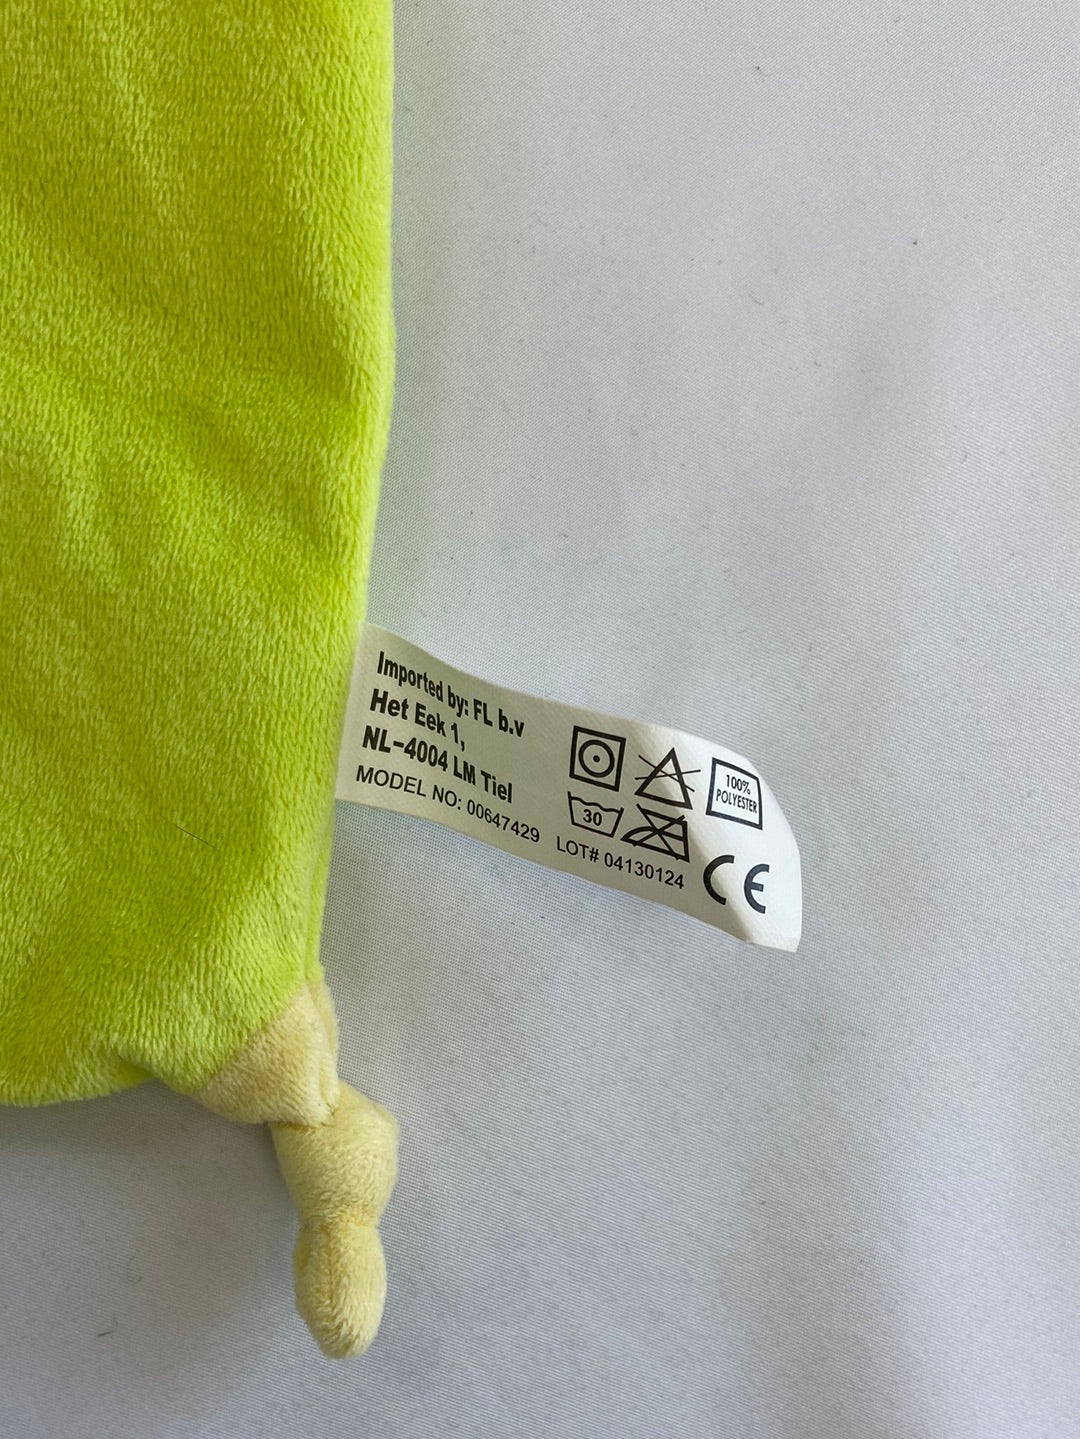 Imported by: FL b.v
Het Eek 1,
NL-4004 LM Tiel
MODEL NO: 00647429
LOT# 04130124
100%
POLYESTER
30
CE